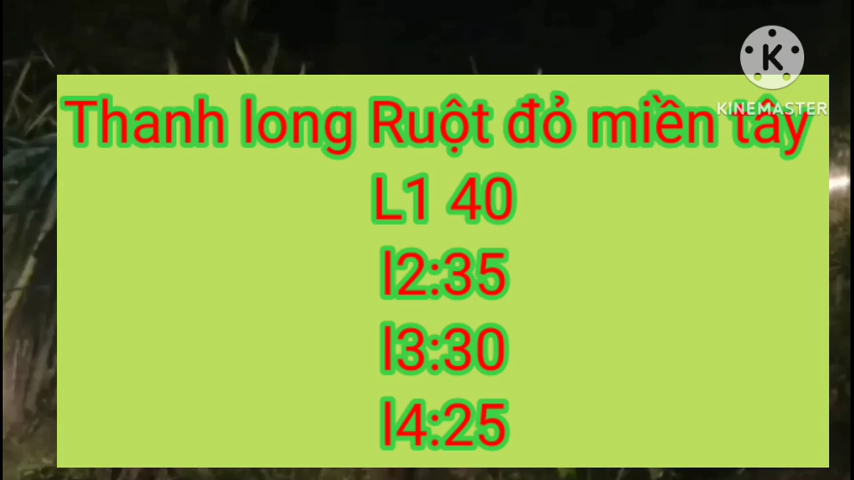 KINEMASTER
Thanh long Ruột đỏ miền tây
L1 40
l2:35
l3:30
l4:25